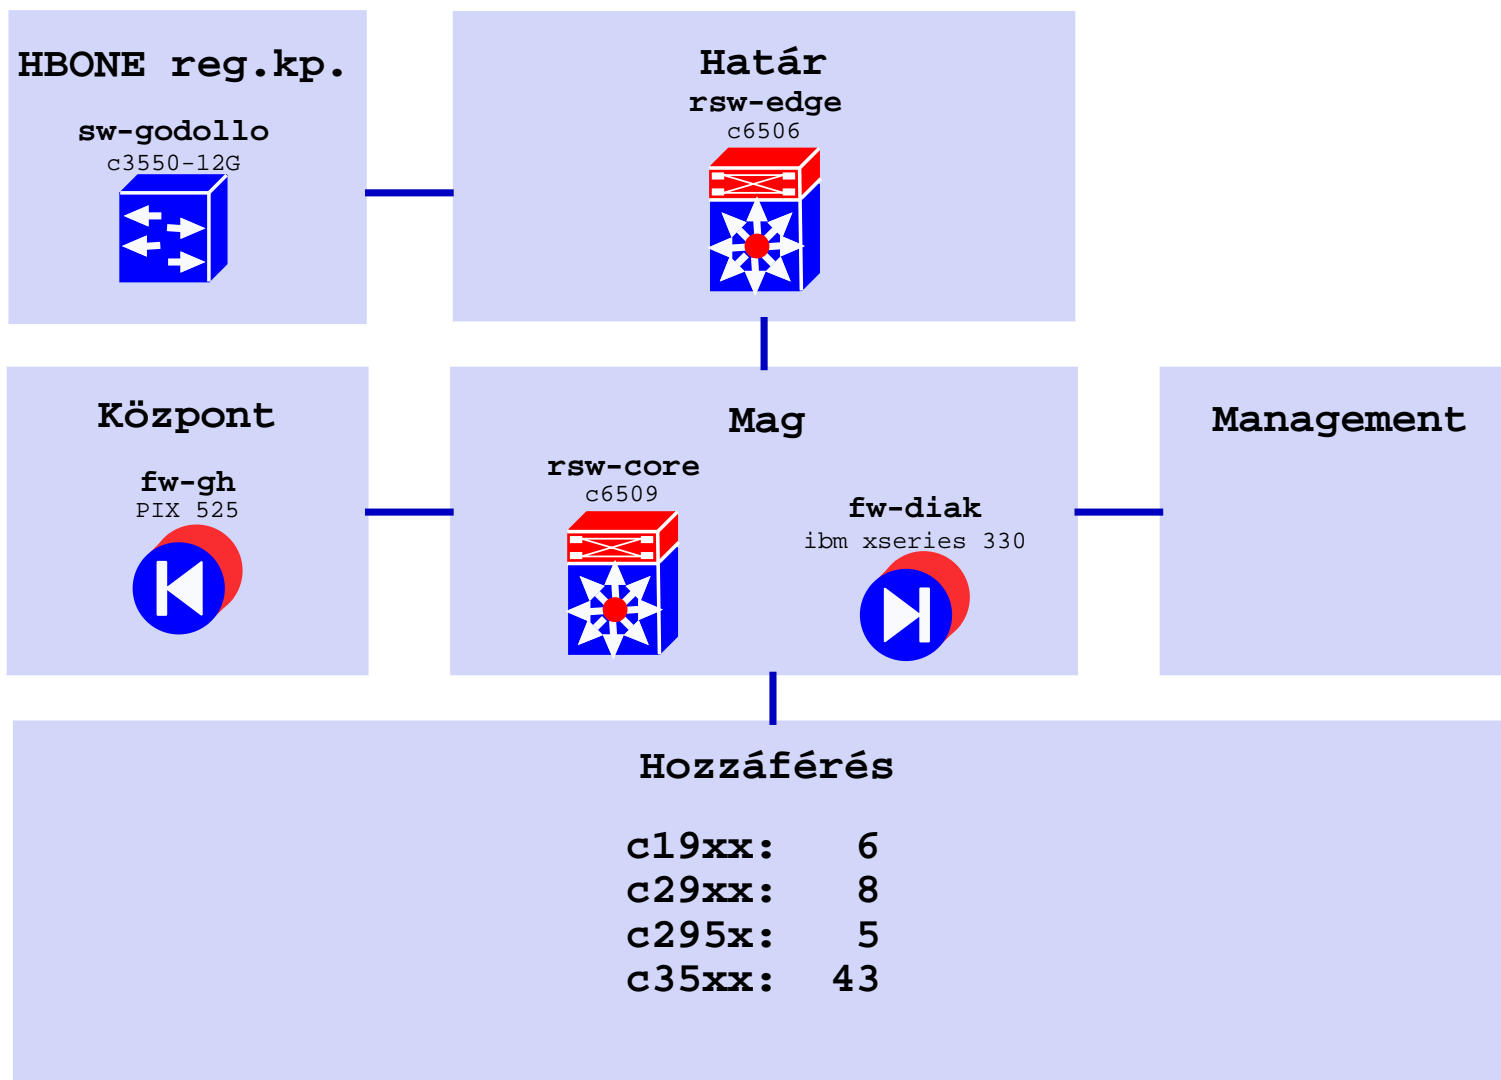 HBONE reg.kp.
sw-godollo
c3550-12G
Határ
rsw-edge
c6506
Központ
fw-gh
PIX 525
Mag
rsw-core
c6509
fw-diak
ibm xseries 330
Management
Hozzáférés
c19xx: 6
c29xx: 8
c295x: 5
c35xx: 43